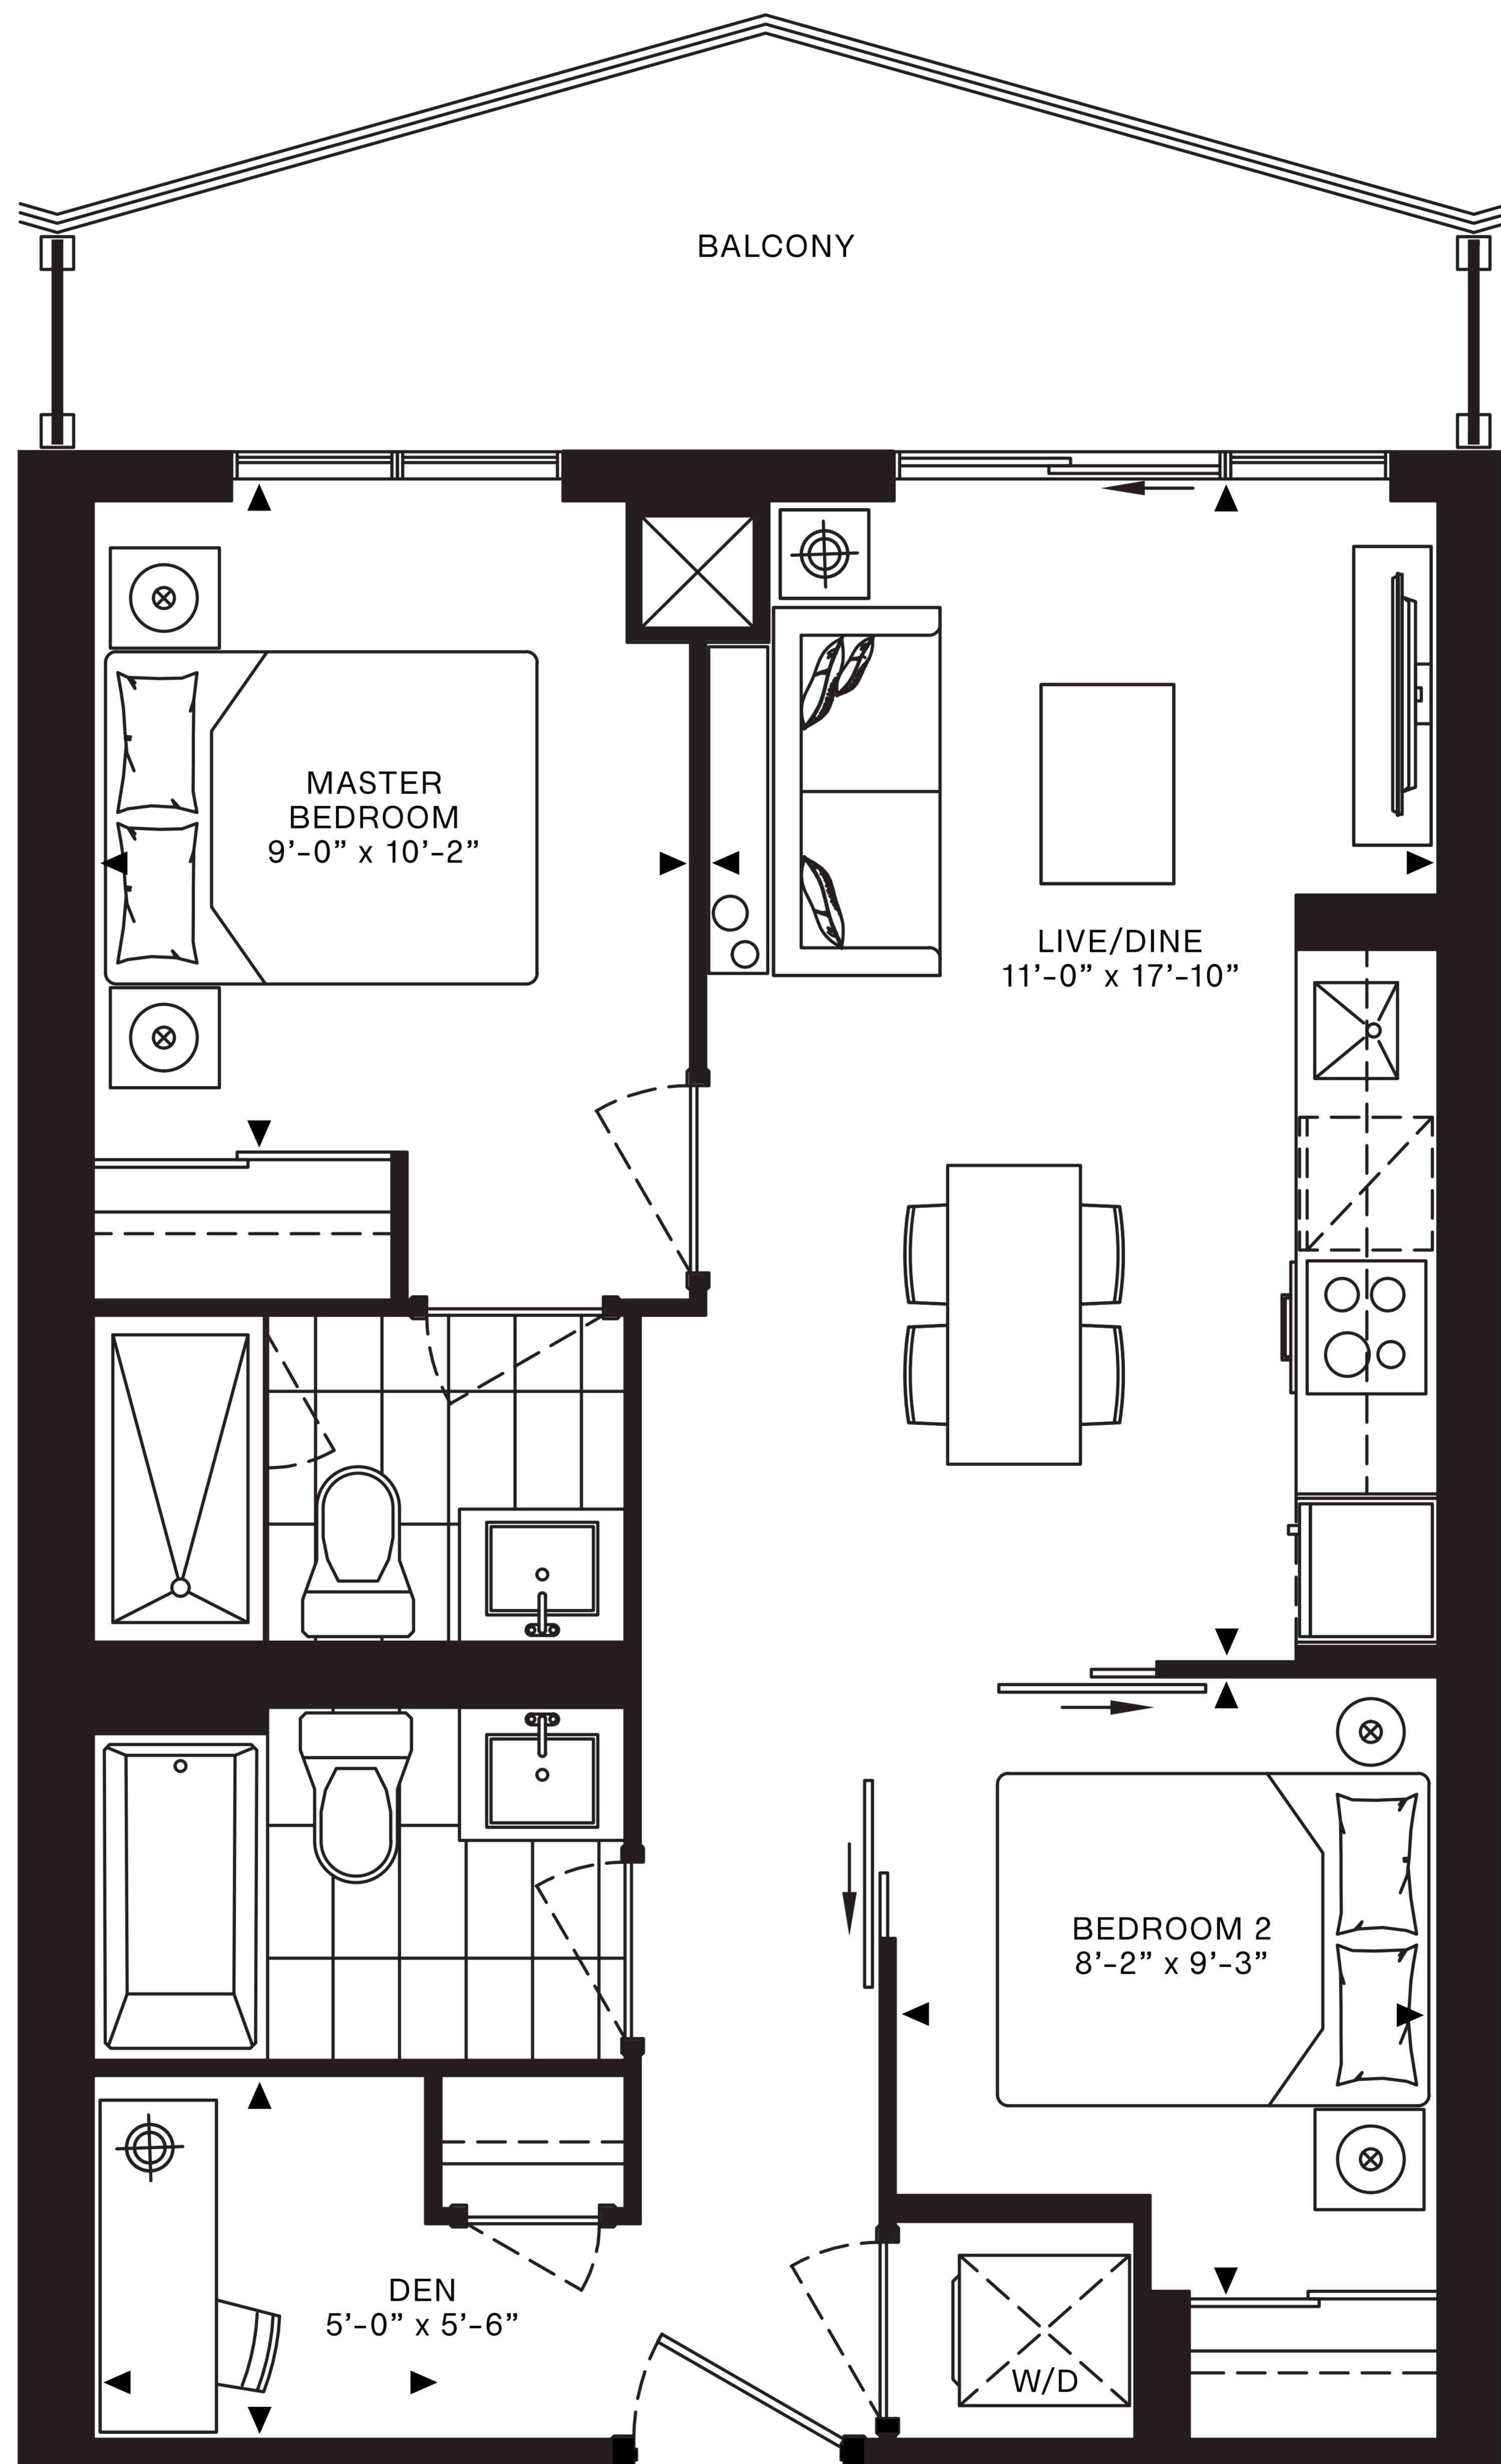 BALCONY
MASTER
BEDROOM
9’-0” x 10’-2”
LIVE/DINE
11’-0” x 17’-10”
BEDROOM 2
8’-2” x 9’-3”
DEN
5’-0” x 5’-6”
W/D